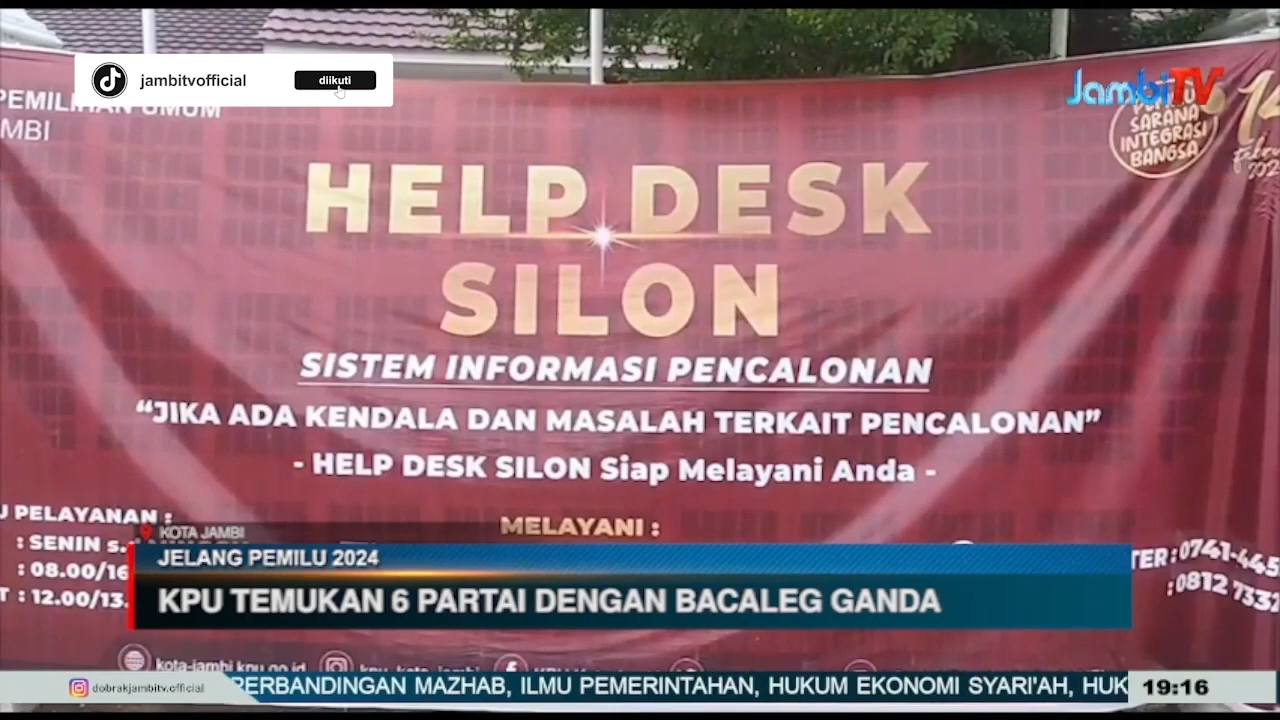 jambitvofficial
diikuti
JambiTV
PEMILIHAN UMUM
SARANA
INTEGRASI
BANGSA
HELP DESK
SILON
SISTEM INFORMASI PENCALONAN
“JIKA ADA KENDALA DAN MASALAH TERKAIT PENCALONAN”
- HELP DESK SILON Siap Melayani Anda -
PELAYANAN :
MELAYANI :
: SENIN
: 08.00/16
: 12.00/13.
: 0741-445
: 0812 7337
KOTA JAMBI
JELANG PEMILU 2024
KPU TEMUKAN 6 PARTAI DENGAN BACALEG GANDA
kota-jambi.kpu.go.id
dobrakjambitv.official
PERBANDINGAN MAZHAB, ILMU PEMERINTAHAN, HUKUM EKONOMI SYARI'AH, HUK
19:16